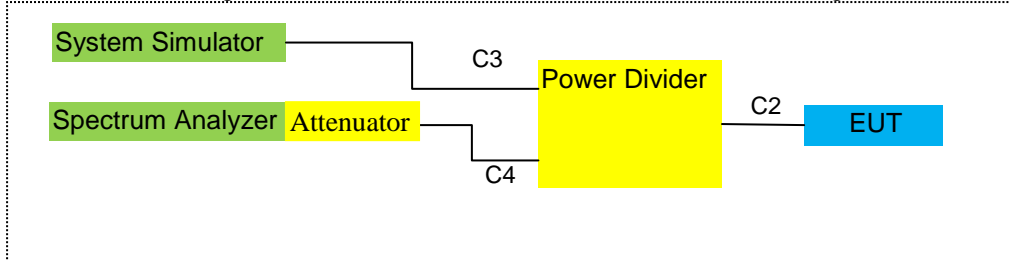 System Simulator
C3
Power Divider
C2
Spectrum Analyzer
Attenuator
EUT
C4